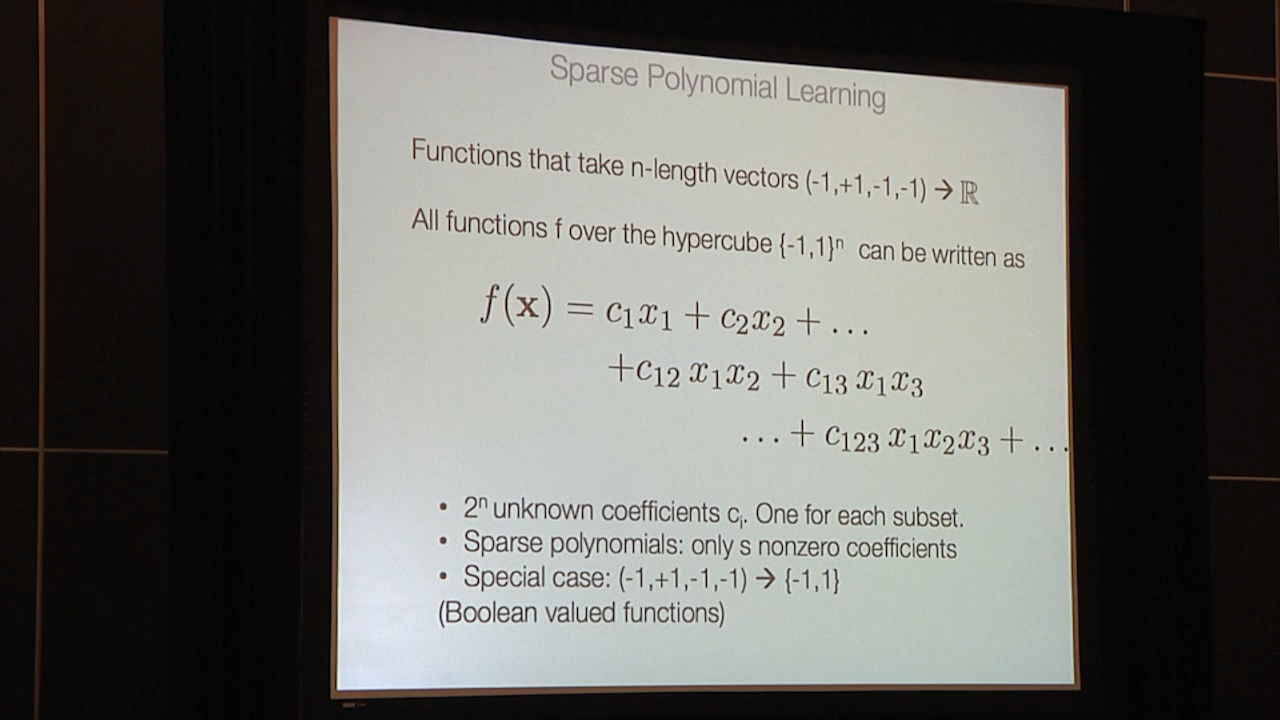 Sparse Polynomial Learning
Functions that take n-length vectors (-1,+1,-1,-1) → ℝ
All functions f over the hypercube {-1,1}ⁿ can be written as
f(x) = c₁x₁ + c₂x₂ + …
+c₁₂ x₁x₂ + c₁₃ x₁x₃
… + c₁₂₃ x₁x₂x₃ + …
• 2ⁿ unknown coefficients cᵢ. One for each subset.
• Sparse polynomials: only s nonzero coefficients
• Special case: (-1,+1,-1,-1) → {-1,1}
(Boolean valued functions)